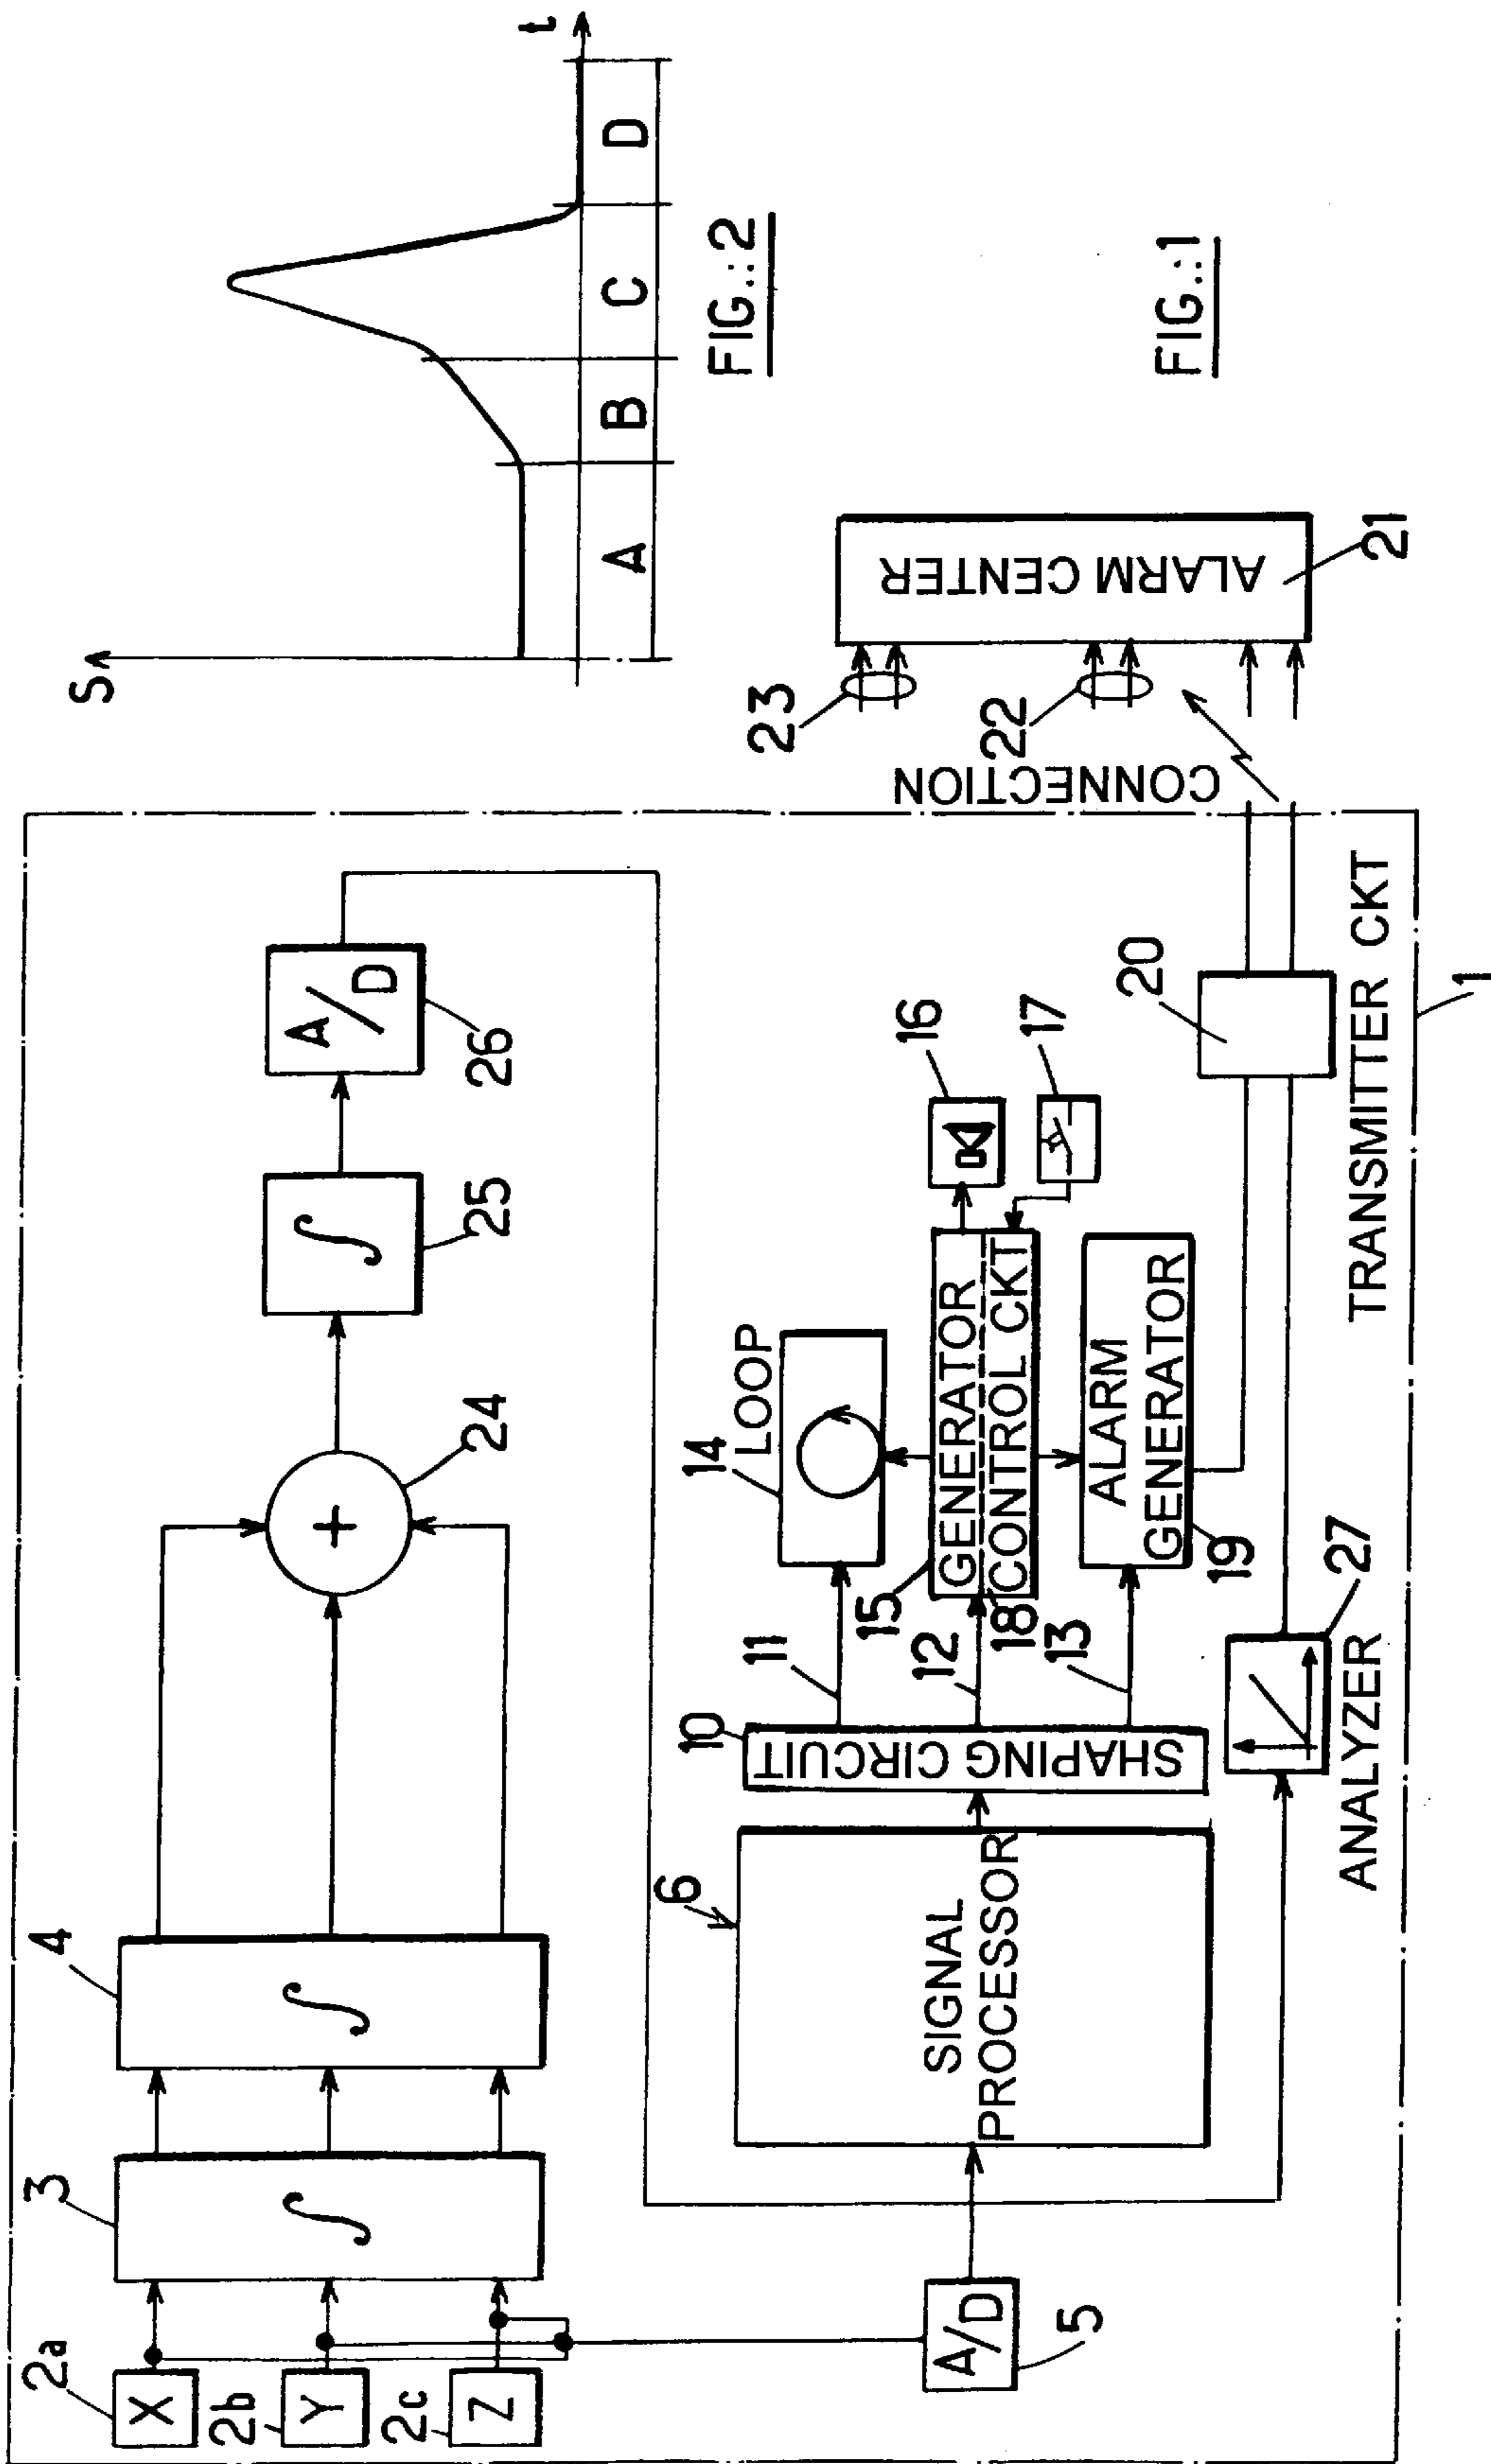 S
t
A
B
C
D
FIG.:2
2a
X
2b
Y
2c
Z
3
∫
4
∫
24
+
25
∫
26
A/D
5
A/D
6
SIGNAL
PROCESSOR
10
SHAPING CIRCUIT
11
12
13
14
LOOP
15
GENERATOR
18
CONTROL CKT
16
17
ALARM
GENERATOR
19
20
TRANSMITTER CKT
1
27
ANALYZER
CONNECTION
23
22
ALARM CENTER
21
FIG.:1